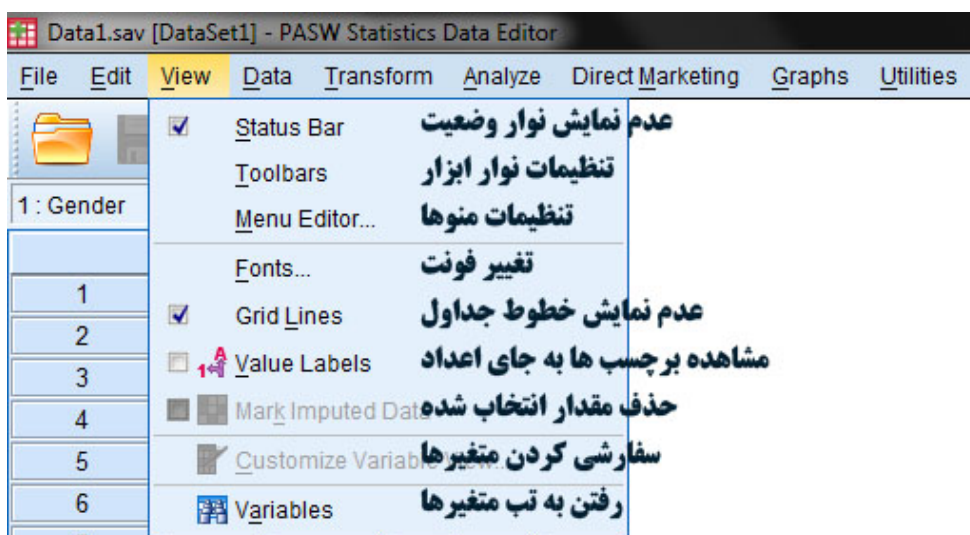 Data1.sav [DataSet1] - PASW Statistics Data Editor
File Edit View Data Transform Analyze Direct Marketing Graphs Utilities
Status Bar عدم نمایش نوار وضعیت
Toolbars تنظیمات نوار ابزار
1 : Gender
Menu Editor... تنظیمات منوها
Fonts... تغییر فونت
1
Grid Lines عدم نمایش خطوط جداول
2
Value Labels مشاهده برچسب ها به جای اعداد
3
Mark Imputed Data حذف مقدار انتخاب شده
4
Customize Variable View... سفارشی کردن متغیرها
5
Variables رفتن به تب متغیرها
6